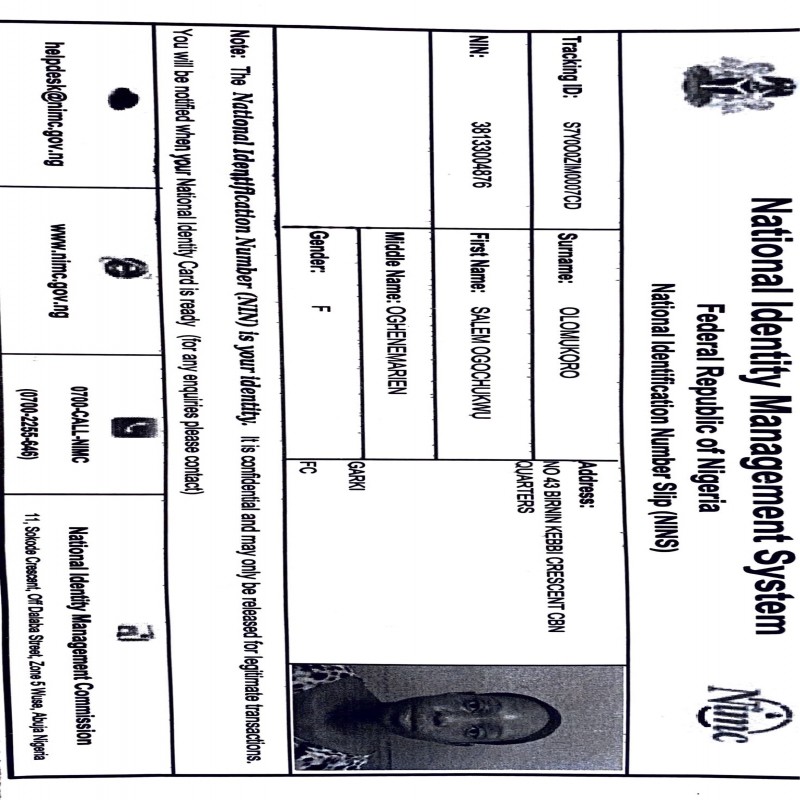 National Identity Management System
Federal Republic of Nigeria
National Identification Number Slip (NINS)
Nimc
Tracking ID: S7Y0O0ZIM0007CD
Surname: OLOMUKORO
Address:
NO 43 BIRNIN KEBBI CRESCENT CBN
QUARTERS
NIN: 38133004876
First Name: SALEM OGOCHUKWU
Middle Name: OGHENEMARIEN
GARKI
Gender: F
FC
Note: The National Identification Number (NIN) is your identity. It is confidential and may only be released for legitimate transactions.
You will be notified when your National Identity Card is ready (for any enquiries please contact)
helpdesk@nimc.gov.ng
www.nimc.gov.ng
0700-CALL-NIMC
(0700-2255-646)
National Identity Management Commission
11, Sokode Crescent, Off Dalaba Street, Zone 5 Wuse, Abuja Nigeria